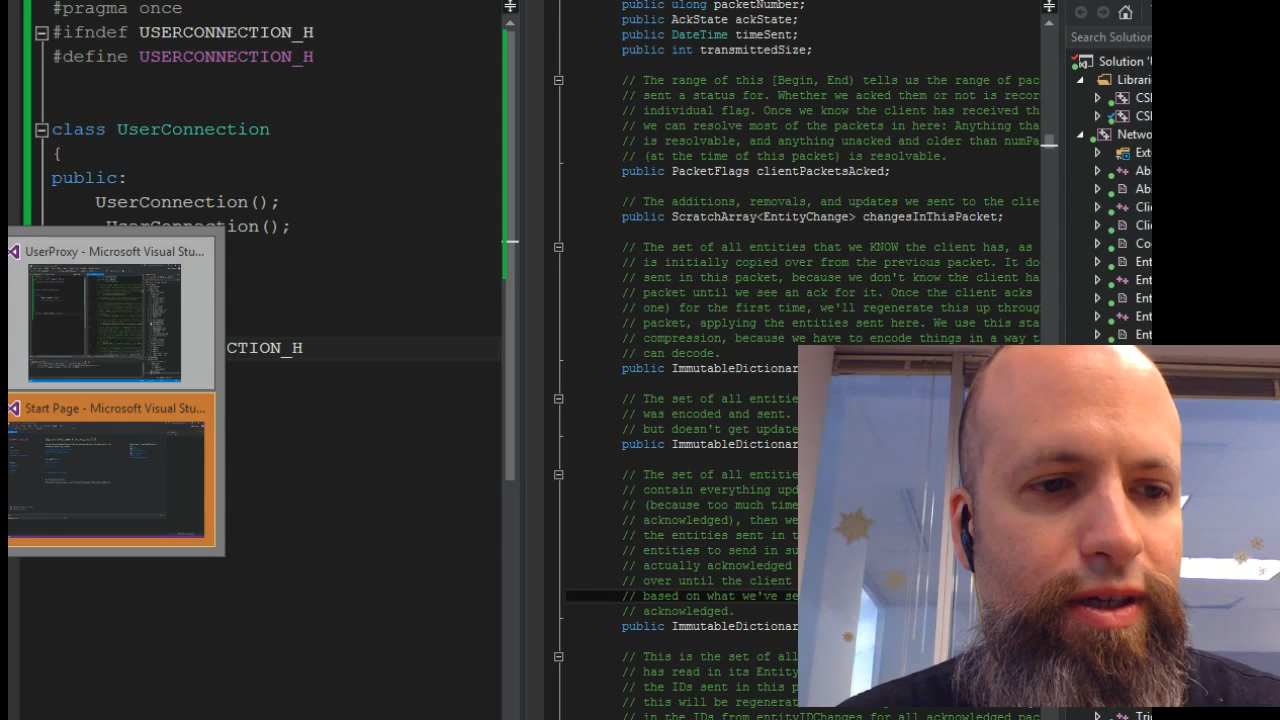 #pragma once
#ifndef USERCONNECTION_H
#define USERCONNECTION_H
class UserConnection
{
public:
UserConnection();
UserConnection();
CTION_H
UserProxy - Microsoft Visual Stu...
Start Page - Microsoft Visual Stu...
public ulong packetNumber;
public AckState ackState;
public DateTime timeSent;
public int transmittedSize;
// The range of this [Begin, End) tells us the range of pac
// sent a status for. Whether we acked them or not is recor
// individual flag. Once we know the client has received th
// we can resolve most of the packets in here: Anything tha
// is resolvable, and anything unacked and older than numPa
// (at the time of this packet) is resolvable.
public PacketFlags clientPacketsAcked;
// The additions, removals, and updates we sent to the clie
public ScratchArray<EntityChange> changesInThisPacket;
// The set of all entities that we KNOW the client has, as
// is initially copied over from the previous packet. It do
// sent in this packet, because we don't know the client ha
// packet until we see an ack for it. Once the client acks
// one) for the first time, we'll regenerate this up throug
// packet, applying the entities sent here. We use this sta
// compression, because we have to encode things in a way t
// can decode.
public ImmutableDictionar
// The set of all entitie
// was encoded and sent.
// but doesn't get update
public ImmutableDictionar
// The set of all entitie
// contain everything upd
// (because too much time
// acknowledged), then we
// the entities sent in t
// entities to send in su
// actually acknowledged
// over until the client
// based on what we've se
// acknowledged.
public ImmutableDictionar
// This is the set of all
// has read in its Entity
// the IDs sent in this p
// this will be regenerat
// in the IDs from entityIDChanges for all acknowledged pac
Search Solution
Solution '
Librari
CSI
CSI
Netwo
Ext
Abi
Abi
Clie
Clie
Co
Ent
Ent
Ent
Ent
Ent
Tri